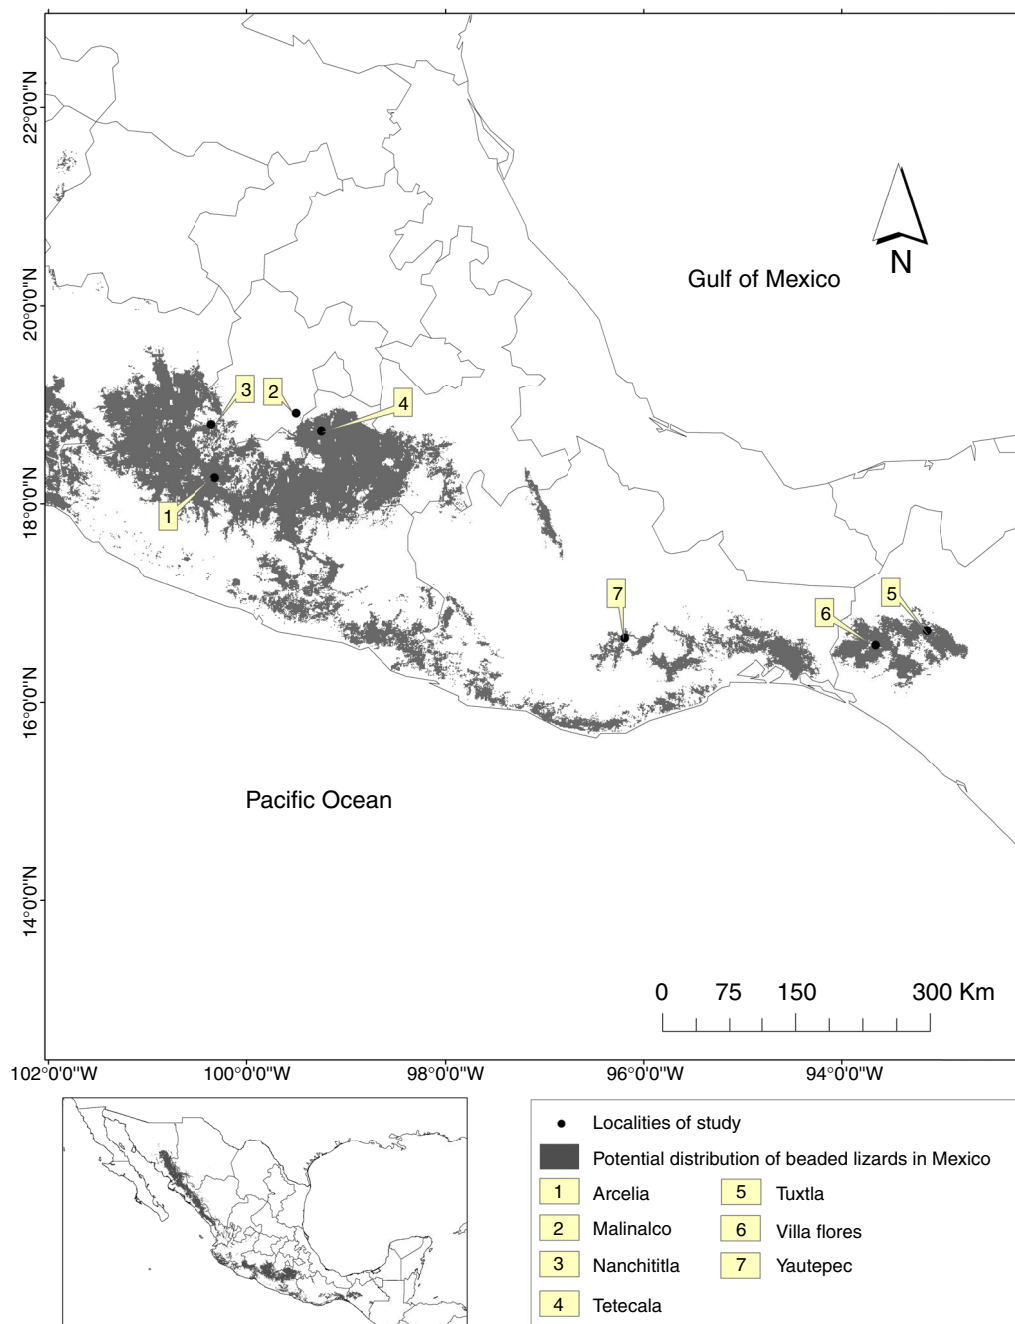 22°0'0"N
20°0'0"N
18°0'0"N
16°0'0"N
14°0'0"N
N
Gulf of Mexico
3
2
4
1
7
6
5
Pacific Ocean
0 75 150 300 Km
102°0'0"W 100°0'0"W 98°0'0"W 96°0'0"W 94°0'0"W
Localities of study
Potential distribution of beaded lizards in Mexico
1 Arcelia
2 Malinalco
3 Nanchititla
4 Tetecala
5 Tuxtla
6 Villa flores
7 Yautepec